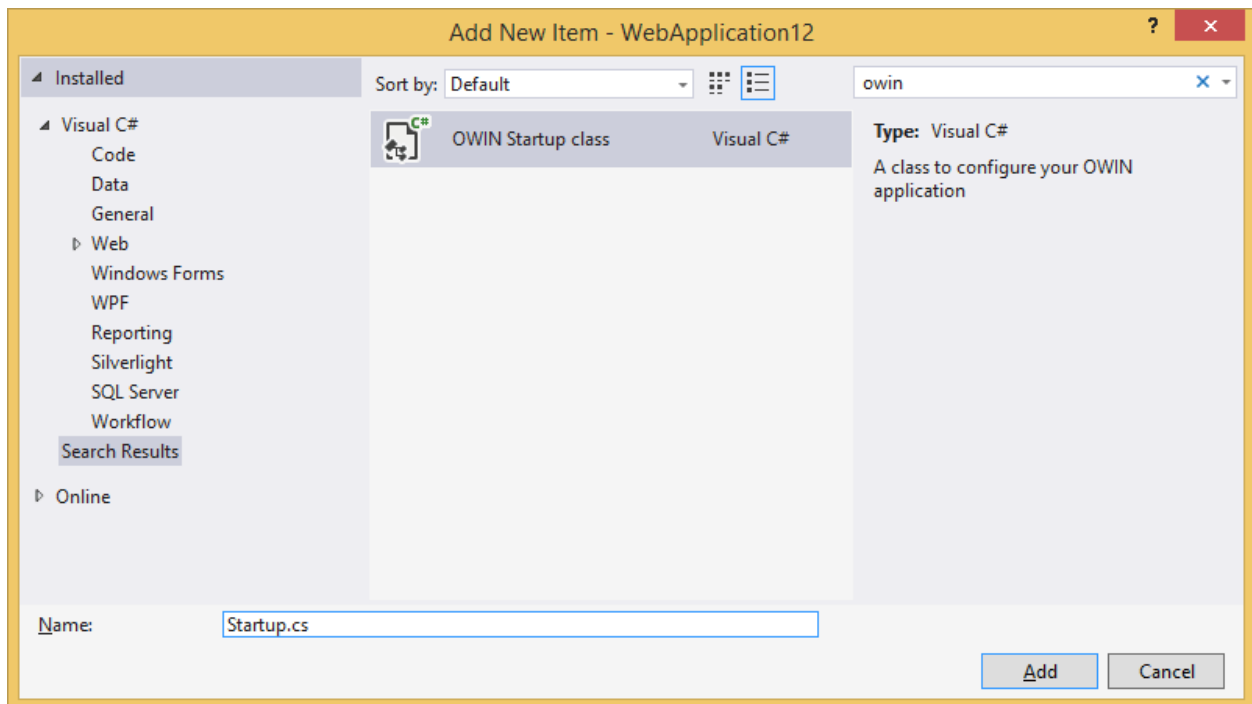 Add New Item - WebApplication12
?
Installed
Sort by: Default
owin
Visual C#
Code
Data
General
Web
Windows Forms
WPF
Reporting
Silverlight
SQL Server
Workflow
Search Results
Online
C#
OWIN Startup class Visual C#
Type: Visual C#
A class to configure your OWIN
application
Name: Startup.cs
Add Cancel